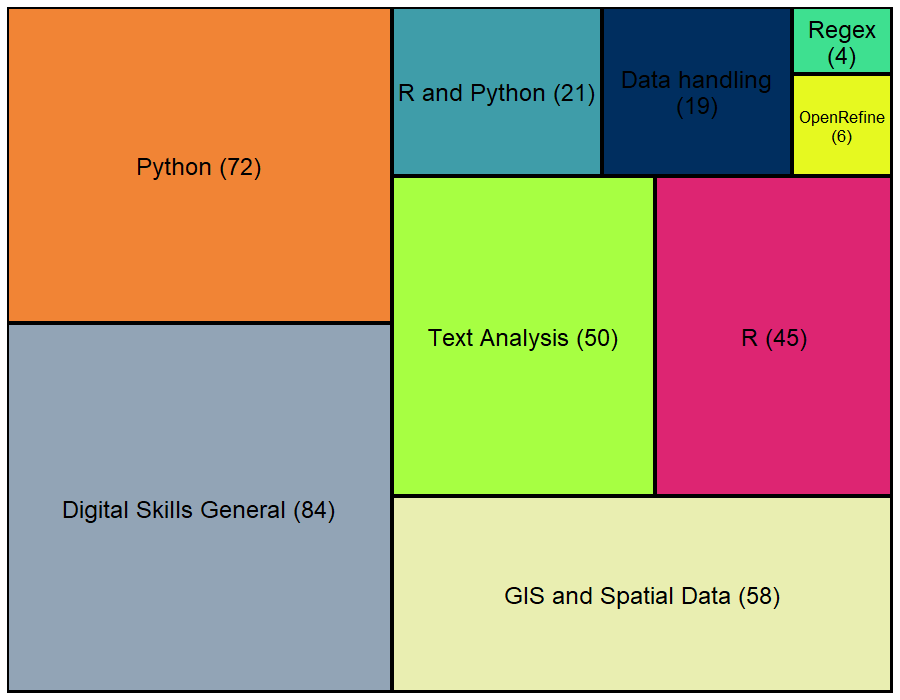 Python (72)
R and Python (21)
Data handling
(19)
Regex
(4)
OpenRefine
(6)
Text Analysis (50)
R (45)
Digital Skills General (84)
GIS and Spatial Data (58)